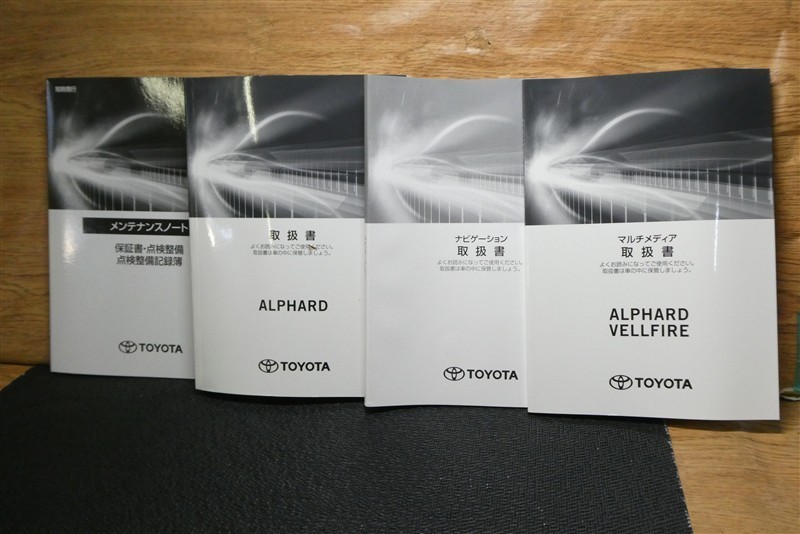 メンテナンスノート
保証書・点検整備
点検整備記録簿
TOYOTA
取扱書
よくお読みになってご使用ください。
取扱書は車の中に保管しましょう。
ALPHARD
TOYOTA
ナビゲーション
取扱書
よくお読みになってご使用ください。
取扱書は車の中に保管しましょう。
TOYOTA
マルチメディア
取扱書
よくお読みになってご使用ください。
取扱書は車の中に保管しましょう。
ALPHARD
VELLFIRE
TOYOTA